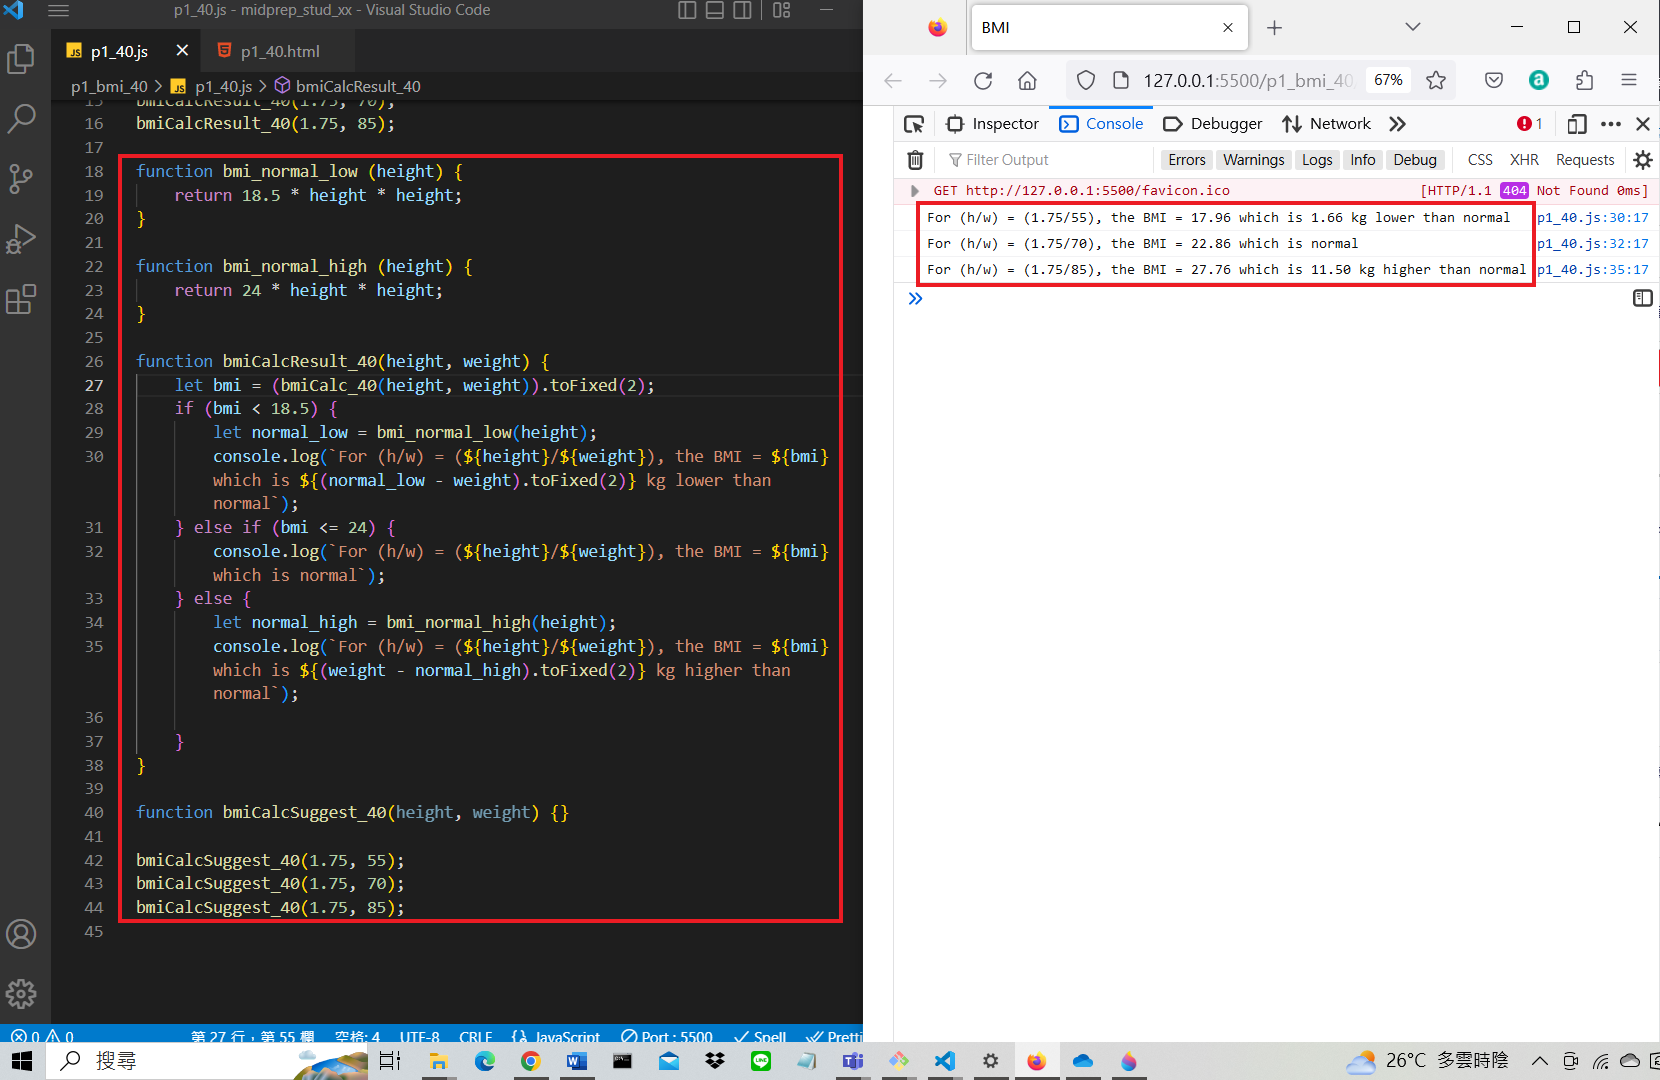 p1_40.js - midprep_stud_xx - Visual Studio Code
JS p1_40.js
p1_40.html
p1_bmi_40 > JS p1_40.js > bmiCalcResult_40
15 bmiCalcResult_40(1.75, 70);
16 bmiCalcResult_40(1.75, 85);
17
18 function bmi_normal_low (height) {
19 return 18.5 * height * height;
20 }
21
22 function bmi_normal_high (height) {
23 return 24 * height * height;
24 }
25
26 function bmiCalcResult_40(height, weight) {
27 let bmi = (bmiCalc_40(height, weight)).toFixed(2);
28 if (bmi < 18.5) {
29 let normal_low = bmi_normal_low(height);
30 console.log(`For (h/w) = (${height}/${weight}), the BMI = ${bmi}
which is ${(normal_low - weight).toFixed(2)} kg lower than
normal`);
31 } else if (bmi <= 24) {
32 console.log(`For (h/w) = (${height}/${weight}), the BMI = ${bmi}
which is normal`);
33 } else {
34 let normal_high = bmi_normal_high(height);
35 console.log(`For (h/w) = (${height}/${weight}), the BMI = ${bmi}
which is ${(weight - normal_high).toFixed(2)} kg higher than
normal`);
36
37 }
38 }
39
40 function bmiCalcSuggest_40(height, weight) {}
41
42 bmiCalcSuggest_40(1.75, 55);
43 bmiCalcSuggest_40(1.75, 70);
44 bmiCalcSuggest_40(1.75, 85);
45
0 0 第 27 行，第 55 欄 空格: 4 UTF-8 CRLF {} JavaScript Port : 5500 Spell Pretti
BMI
127.0.0.1:5500/p1_bmi_40 67%
Inspector Console Debugger Network 1
Filter Output Errors Warnings Logs Info Debug CSS XHR Requests
GET http://127.0.0.1:5500/favicon.ico [HTTP/1.1 404 Not Found 0ms]
For (h/w) = (1.75/55), the BMI = 17.96 which is 1.66 kg lower than normal p1_40.js:30:17
For (h/w) = (1.75/70), the BMI = 22.86 which is normal p1_40.js:32:17
For (h/w) = (1.75/85), the BMI = 27.76 which is 11.50 kg higher than normal p1_40.js:35:17
搜尋
26°C 多雲時陰